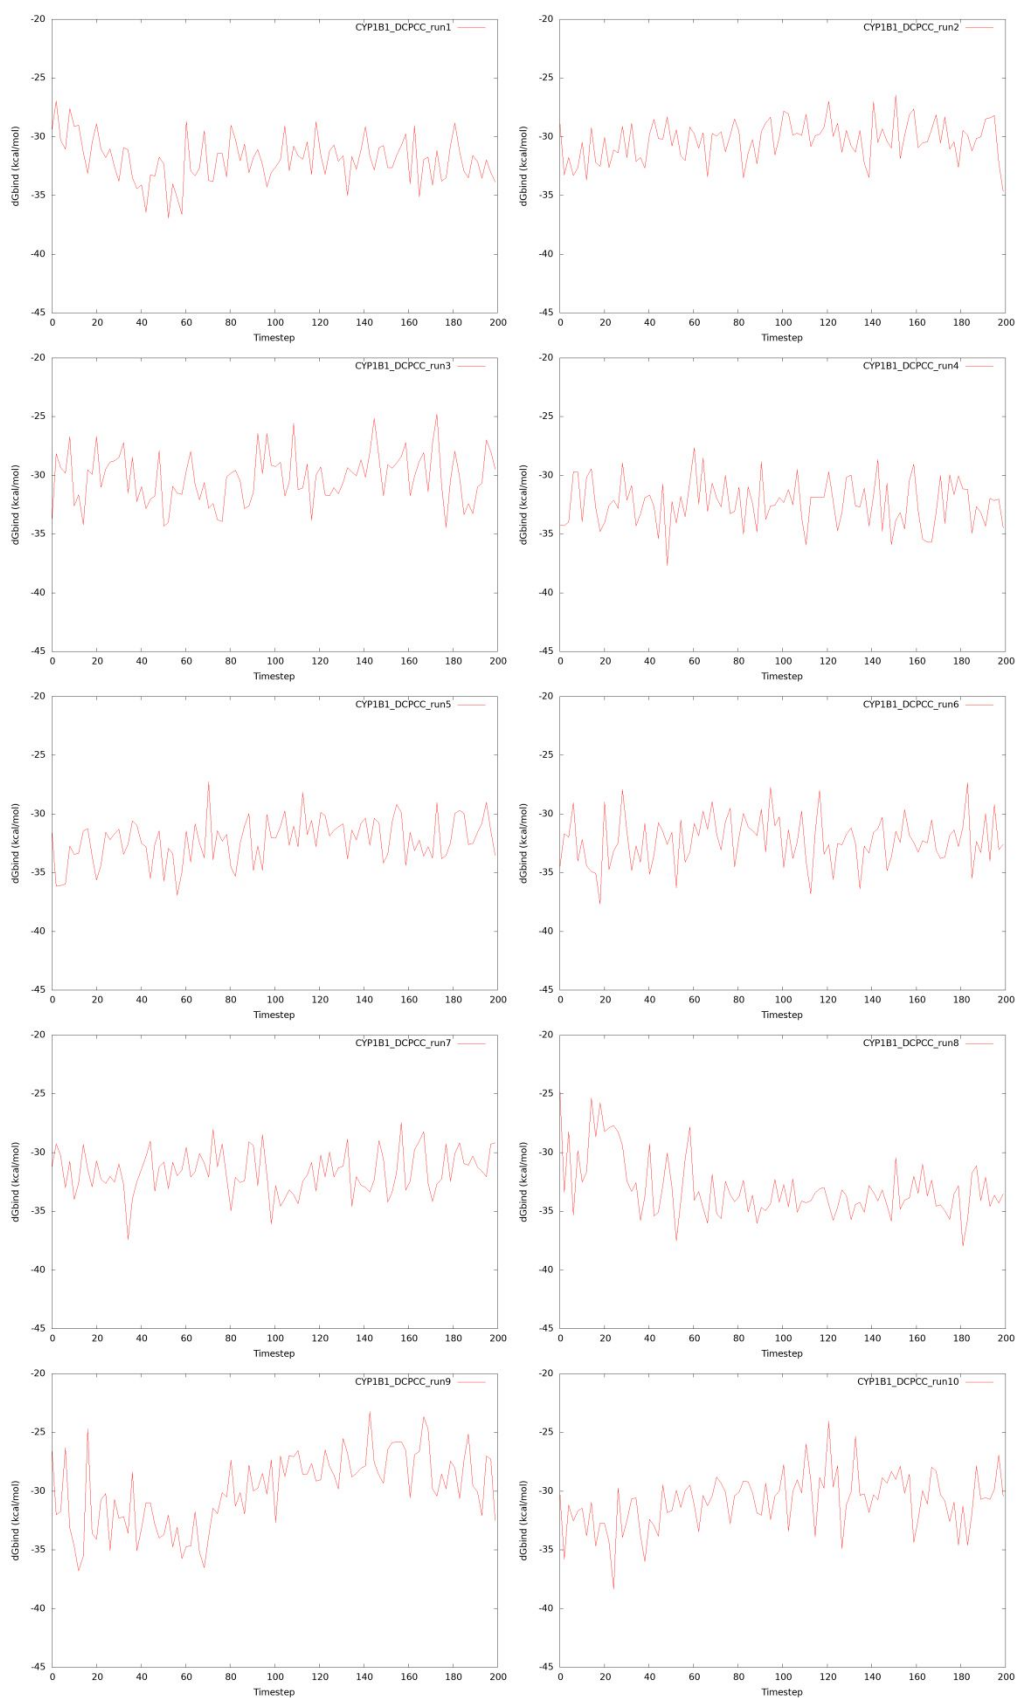 CYP1B1_DCPCC_run1
dGbind (kcal/mol)
-20
-25
-30
-35
-40
-45
0 20 40 60 80 100 120 140 160 180 200
Timestep
CYP1B1_DCPCC_run2
dGbind (kcal/mol)
-20
-25
-30
-35
-40
-45
0 20 40 60 80 100 120 140 160 180 200
Timestep
CYP1B1_DCPCC_run3
dGbind (kcal/mol)
-20
-25
-30
-35
-40
-45
0 20 40 60 80 100 120 140 160 180 200
Timestep
CYP1B1_DCPCC_run4
dGbind (kcal/mol)
-20
-25
-30
-35
-40
-45
0 20 40 60 80 100 120 140 160 180 200
Timestep
CYP1B1_DCPCC_run5
dGbind (kcal/mol)
-20
-25
-30
-35
-40
-45
0 20 40 60 80 100 120 140 160 180 200
Timestep
CYP1B1_DCPCC_run6
dGbind (kcal/mol)
-20
-25
-30
-35
-40
-45
0 20 40 60 80 100 120 140 160 180 200
Timestep
CYP1B1_DCPCC_run7
dGbind (kcal/mol)
-20
-25
-30
-35
-40
-45
0 20 40 60 80 100 120 140 160 180 200
Timestep
CYP1B1_DCPCC_run8
dGbind (kcal/mol)
-20
-25
-30
-35
-40
-45
0 20 40 60 80 100 120 140 160 180 200
Timestep
CYP1B1_DCPCC_run9
dGbind (kcal/mol)
-20
-25
-30
-35
-40
-45
0 20 40 60 80 100 120 140 160 180 200
Timestep
CYP1B1_DCPCC_run10
dGbind (kcal/mol)
-20
-25
-30
-35
-40
-45
0 20 40 60 80 100 120 140 160 180 200
Timestep